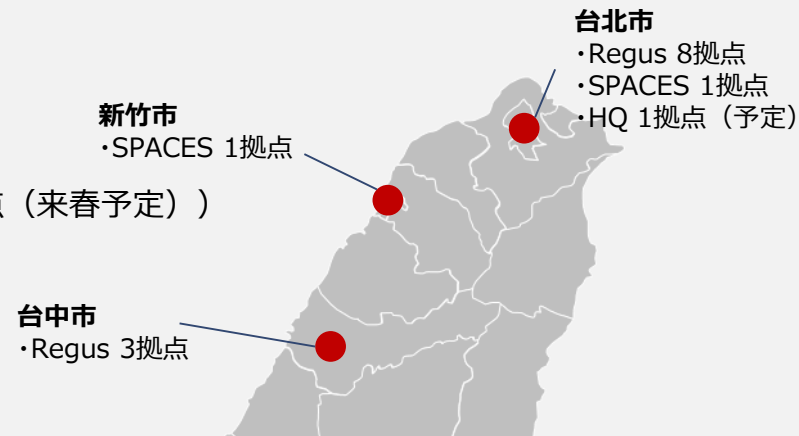 台北市
・Regus 8拠点
・SPACES 1拠点
・HQ 1拠点（予定）
新竹市
・SPACES 1拠点
（来春予定））
台中市
・Regus 3拠点